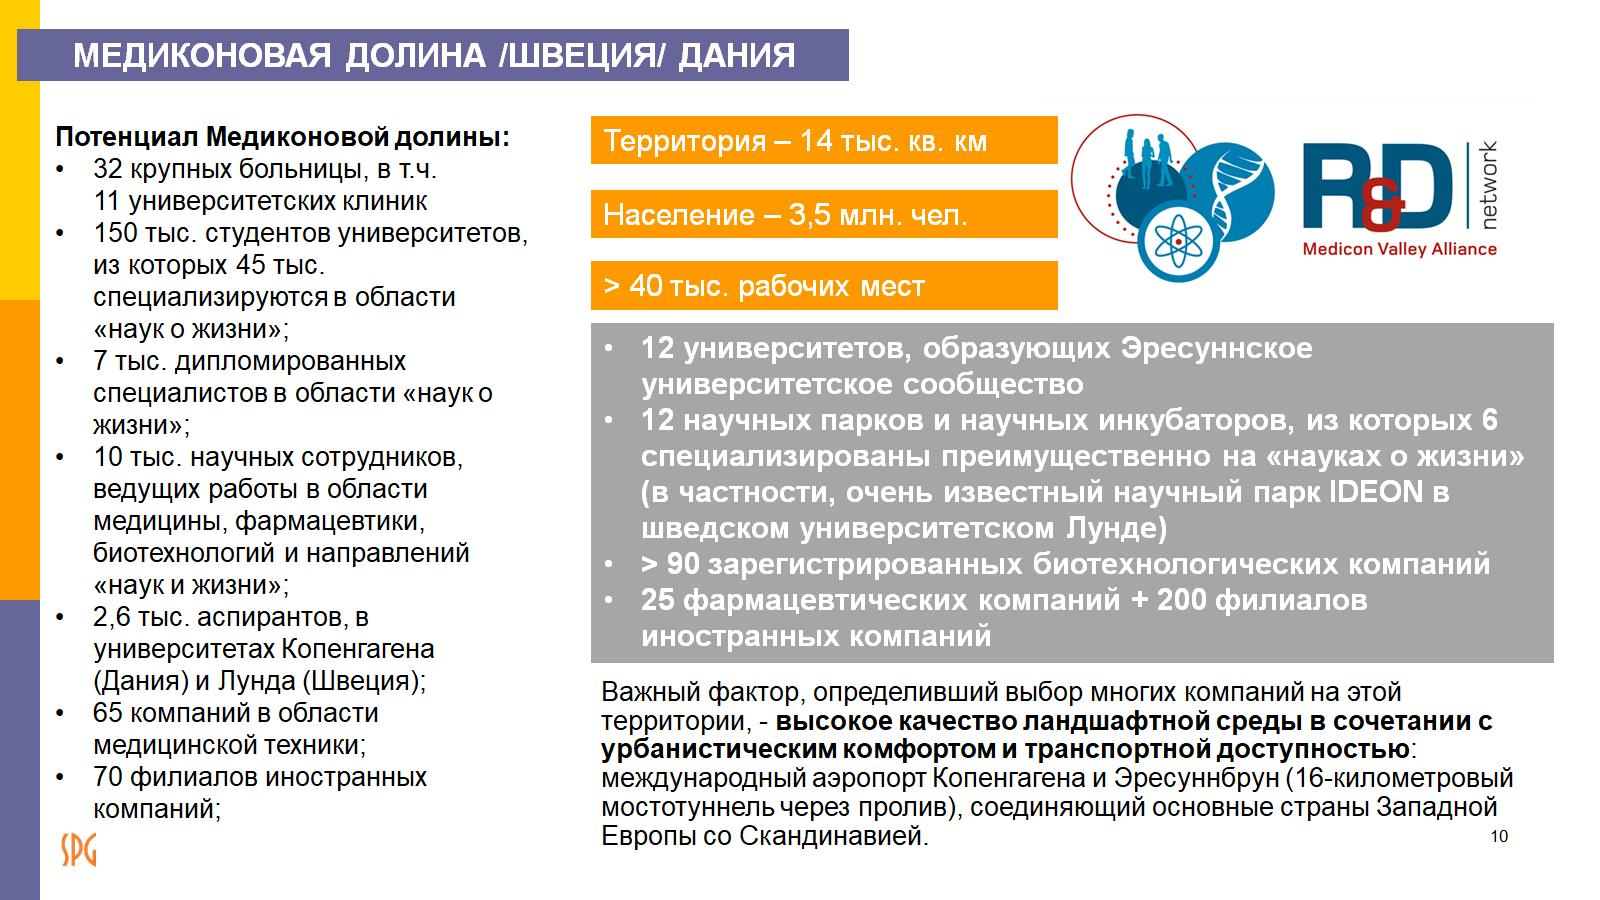 МЕДИКОНОВАЯ ДОЛИНА /ШВЕЦИЯ/ ДАНИЯ
Потенциал Медиконовой долины:
• 32 крупных больницы, в т.ч.
11 университетских клиник
• 150 тыс. студентов университетов,
из которых 45 тыс.
специализируются в области
«наук о жизни»;
• 7 тыс. дипломированных
специалистов в области «наук о
жизни»;
• 10 тыс. научных сотрудников,
ведущих работы в области
медицины, фармацевтики,
биотехнологий и направлений
«наук и жизни»;
• 2,6 тыс. аспирантов, в
университетах Копенгагена
(Дания) и Лунда (Швеция);
• 65 компаний в области
медицинской техники;
• 70 филиалов иностранных
компаний;
SPG
Территория – 14 тыс. кв. км
Население – 3,5 млн. чел.
> 40 тыс. рабочих мест
R&D network
Medicon Valley Alliance
• 12 университетов, образующих Эресуннское
университетское сообщество
• 12 научных парков и научных инкубаторов, из которых 6
специализированы преимущественно на «науках о жизни»
(в частности, очень известный научный парк IDEON в
шведском университетском Лунде)
• > 90 зарегистрированных биотехнологических компаний
• 25 фармацевтических компаний + 200 филиалов
иностранных компаний
Важный фактор, определивший выбор многих компаний на этой
территории, - высокое качество ландшафтной среды в сочетании с
урбанистическим комфортом и транспортной доступностью:
международный аэропорт Копенгагена и Эресуннбрун (16-километровый
мостотуннель через пролив), соединяющий основные страны Западной
Европы со Скандинавией.
10